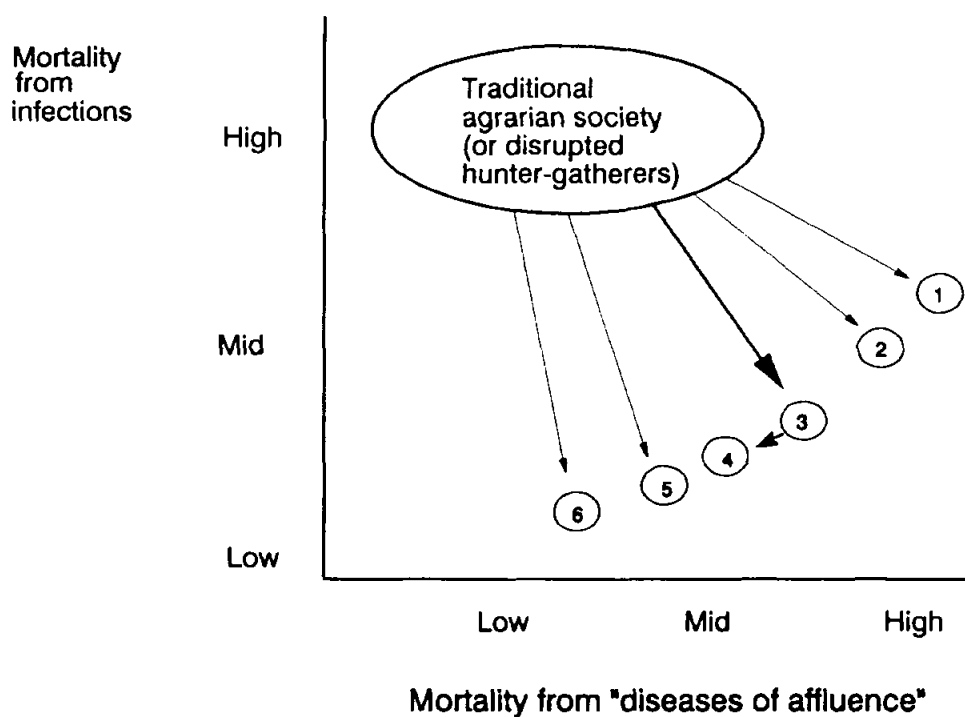 Mortality
from
infections
High
Mid
Low
Traditional
agrarian society
(or disrupted
hunter-gatherers)
1
2
3
4
5
6
Low Mid High
Mortality from "diseases of affluence"